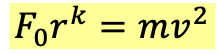 F₀rᵏ = mv²